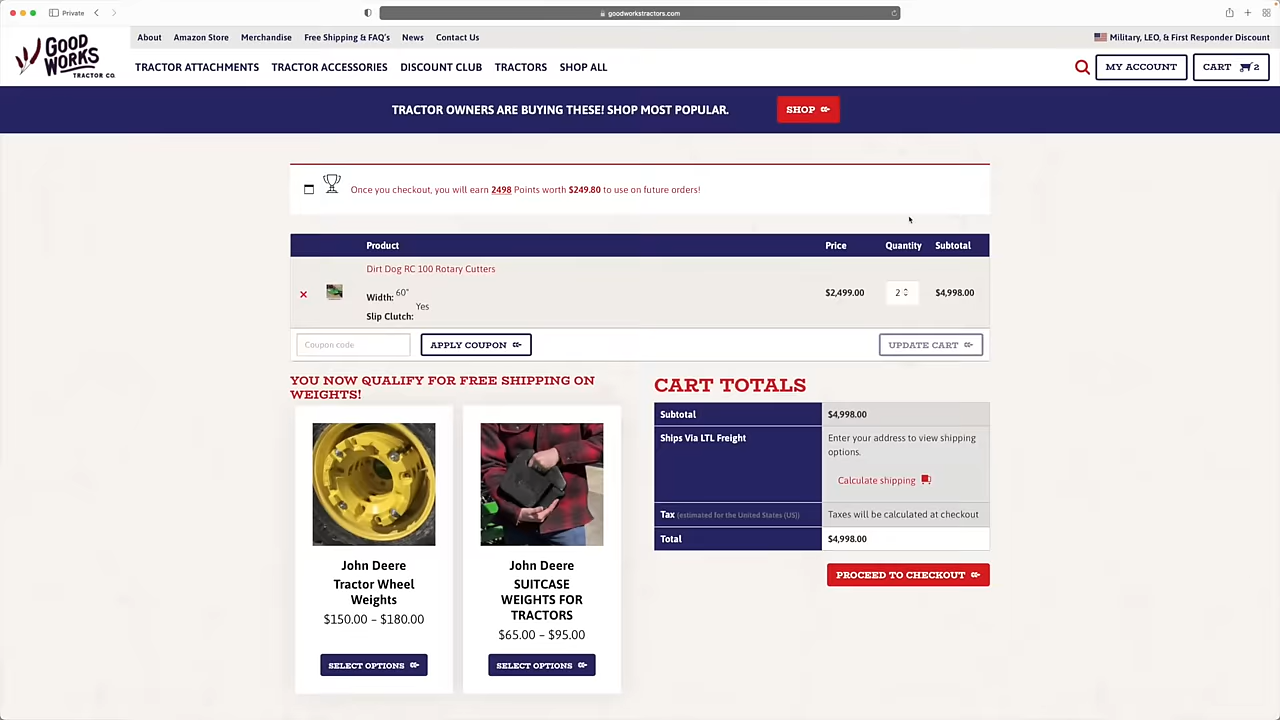 Private
goodworkstractors.com
GOOD
WORKS
TRACTOR CO.
About Amazon Store Merchandise Free Shipping & FAQ's News Contact Us
Military, LEO, & First Responder Discount
TRACTOR ATTACHMENTS TRACTOR ACCESSORIES DISCOUNT CLUB TRACTORS SHOP ALL
MY ACCOUNT
CART 2
TRACTOR OWNERS ARE BUYING THESE! SHOP MOST POPULAR.
SHOP
Once you checkout, you will earn 2498 Points worth $249.80 to use on future orders!
Product Price Quantity Subtotal
Dirt Dog RC 100 Rotary Cutters
Width: 60"
Slip Clutch: Yes
$2,499.00 2 $4,998.00
Coupon code
APPLY COUPON
UPDATE CART
YOU NOW QUALIFY FOR FREE SHIPPING ON
WEIGHTS!
John Deere
Tractor Wheel
Weights
$150.00 – $180.00
SELECT OPTIONS
John Deere
SUITCASE
WEIGHTS FOR
TRACTORS
$65.00 – $95.00
SELECT OPTIONS
CART TOTALS
Subtotal $4,998.00
Ships Via LTL Freight Enter your address to view shipping
options.
Calculate shipping
Tax (estimated for the United States (US)) Taxes will be calculated at checkout
Total $4,998.00
PROCEED TO CHECKOUT